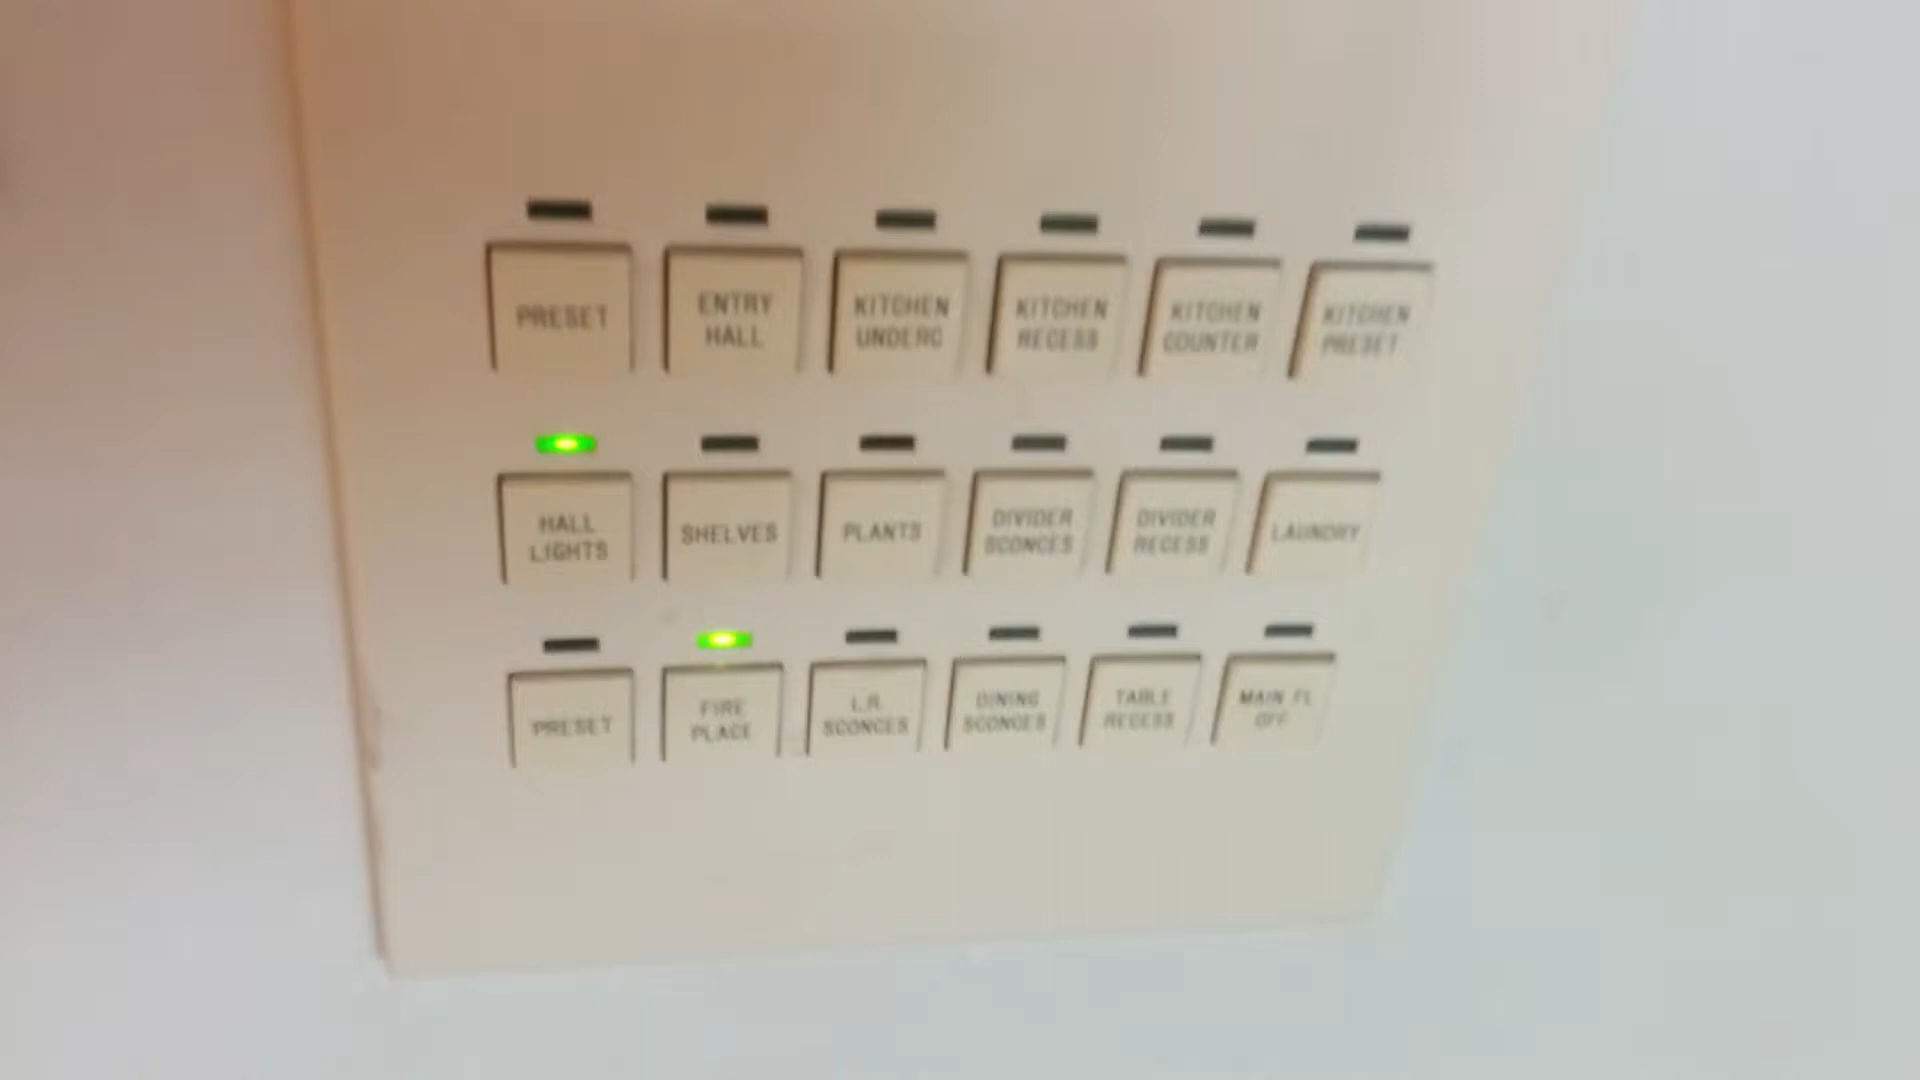 PRESET
ENTRY
HALL
KITCHEN
UNDERC
KITCHEN
RECESS
KITCHEN
COUNTER
KITCHEN
PRESET
HALL
LIGHTS
SHELVES
PLANTS
DIVIDER
SCONCES
DIVIDER
RECESS
LAUNDRY
PRESET
FIRE
PLACE
L.R.
SCONCES
DINING
SCONCES
TABLE
RECESS
MAIN FL
OFF